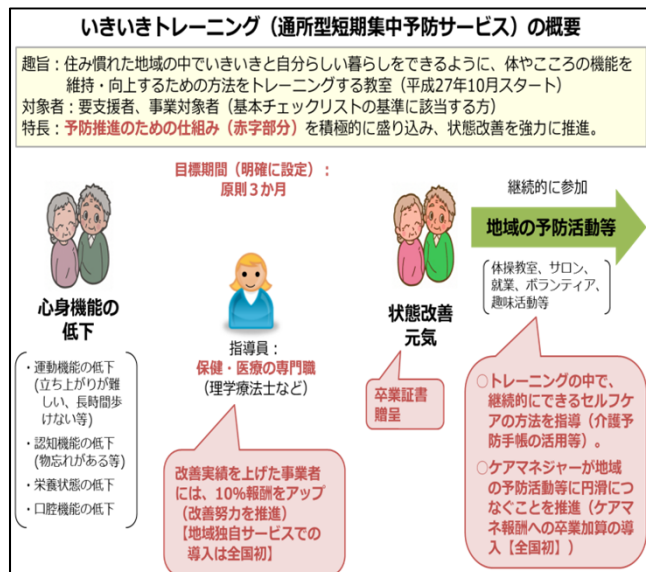 いきいきトレーニング（通所型短期集中予防サービス）の概要
趣旨：住み慣れた地域の中でいきいきと自分らしい暮らしをできるように、体やこころの機能を
維持・向上するための方法をトレーニングする教室（平成27年10月スタート）
対象者：要支援者、事業対象者（基本チェックリストの基準に該当する方）
特長：予防推進のための仕組み（赤字部分）を積極的に盛り込み、状態改善を強力に推進。
目標期間（明確に設定）：
原則３か月
継続的に参加
地域の予防活動等
体操教室、サロン、
就業、ボランティア、
趣味活動等
心身機能の
低下
・運動機能の低下
(立ち上がりが難
しい、長時間歩
けない等)
・認知機能の低下
(物忘れがある等)
・栄養状態の低下
・口腔機能の低下
指導員：
保健・医療の専門職
(理学療法士など)
改善実績を上げた事業者
には、10%報酬をアップ
（改善努力を推進）
【地域独自サービスでの
導入は全国初】
状態改善
元気
卒業証書
贈呈
○トレーニングの中で、
継続的にできるセルフケ
アの方法を指導（介護予
防手帳の活用等）。
○ケアマネジャーが地域
の予防活動等に円滑につ
なぐことを推進（ケアマ
ネ報酬への卒業加算の導
入【全国初】）